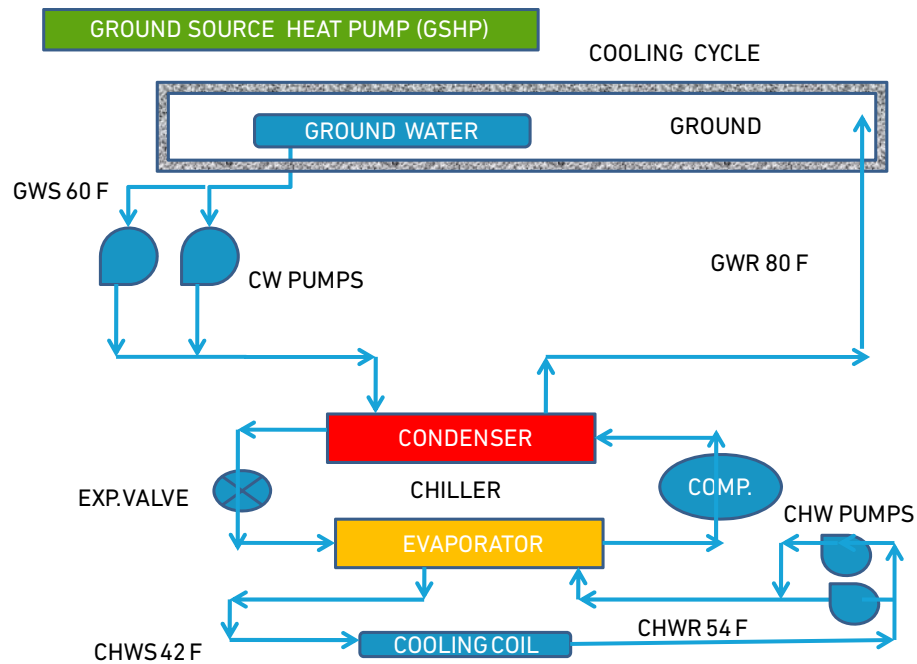 GROUND SOURCE HEAT PUMP (GSHP)
COOLING CYCLE
GROUND WATER
GROUND
GWS 60 F
CW PUMPS
GWR 80 F
CONDENSER
EXP.VALVE
CHILLER
COMP.
CHW PUMPS
EVAPORATOR
CHWS 42 F
COOLING COIL
CHWR 54 F